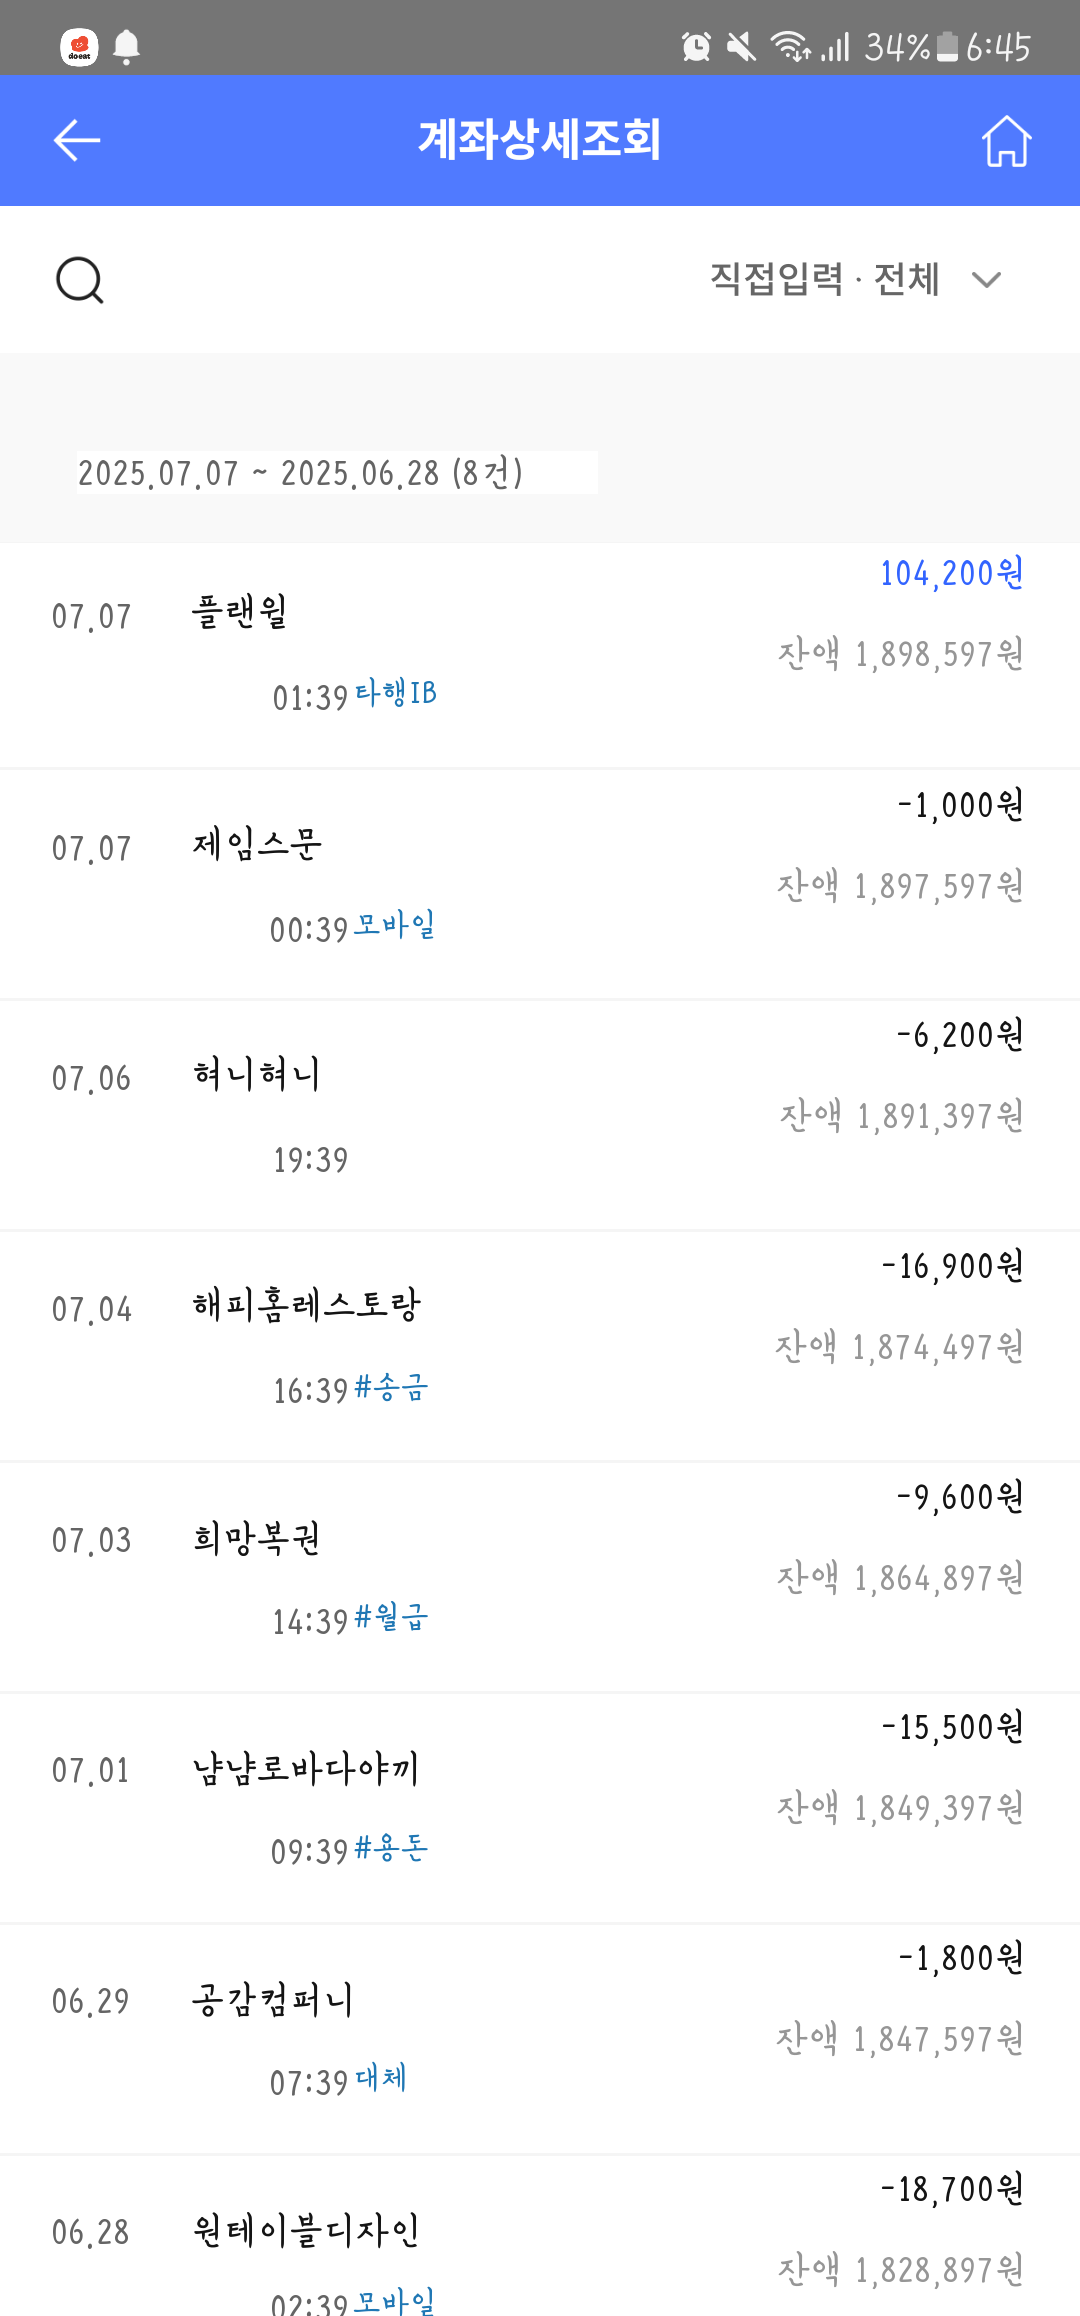 doeat
34% 6:45
계좌상세조회
직접입력 · 전체
2025.07.07 ~ 2025.06.28 (8건)
104,200원
07.07 플랜윌
잔액 1,898,597원
01:39 타행IB
-1,000원
07.07 제임스문
잔액 1,897,597원
00:39 모바일
-6,200원
07.06 혀니혀니
잔액 1,891,397원
19:39
-16,900원
07.04 해피홈레스토랑
잔액 1,874,497원
16:39 #송금
-9,600원
07.03 희망복권
잔액 1,864,897원
14:39 #월급
-15,500원
07.01 냠냠로바다야끼
잔액 1,849,397원
09:39 #용돈
-1,800원
06.29 공감컴퍼니
잔액 1,847,597원
07:39 대체
-18,700원
06.28 원테이블디자인
잔액 1,828,897원
02:39 모바일